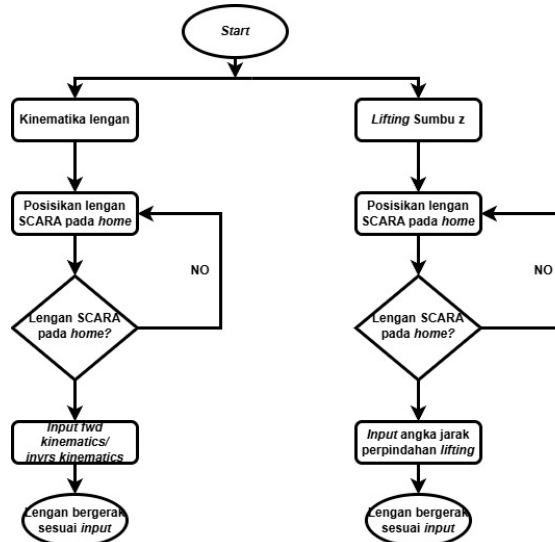 Start
Kinematika lengan
Posisikan lengan
SCARA pada home
NO
Lengan SCARA
pada home?
Input fwd
kinematics/
invrs kinematics
Lengan bergerak
sesuai input
Lifting Sumbu z
Posisikan lengan
SCARA pada home
NO
Lengan SCARA
pada home?
Input angka jarak
perpindahan lifting
Lengan bergerak
sesuai input